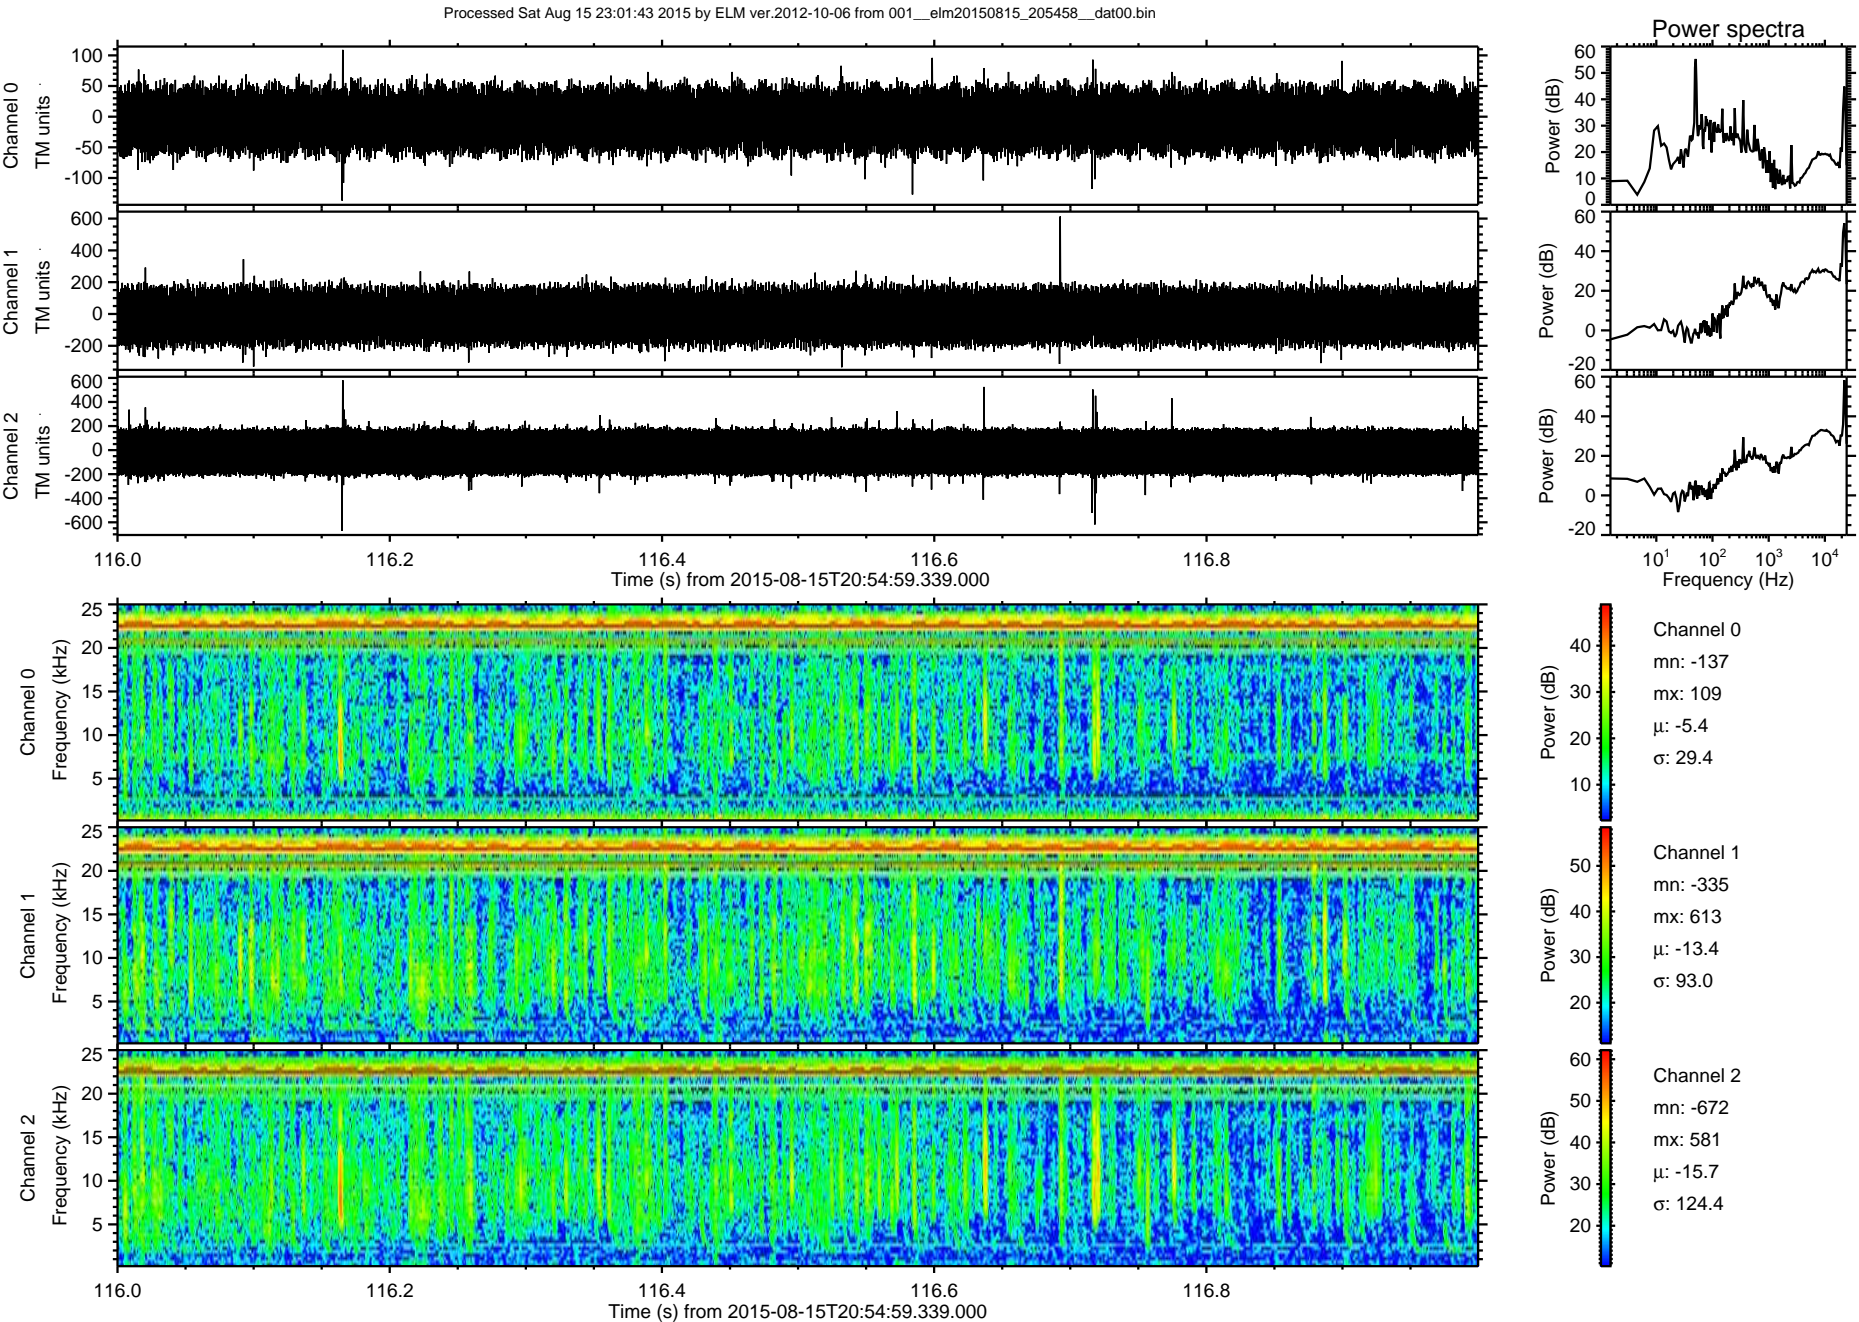 Processed Sat Aug 15 23:01:43 2015 by ELM ver.2012-10-06 from 001__elm20150815_205458__dat00.bin
Power spectra
Channel 0
TM units
100
50
0
-50
-100
Power (dB)
60
50
40
30
20
10
0
Channel 1
TM units
600
400
200
0
-200
Power (dB)
60
40
20
0
-20
Channel 2
TM units
600
400
200
0
-200
-400
-600
Power (dB)
60
40
20
0
-20
116.0 116.2 116.4 116.6 116.8
Time (s) from 2015-08-15T20:54:59.339.000
10¹ 10² 10³ 10⁴
Frequency (Hz)
Channel 0
Frequency (kHz)
25
20
15
10
5
Power (dB)
40
30
20
10
Channel 0
mn: -137
mx: 109
μ: -5.4
σ: 29.4
Channel 1
Frequency (kHz)
25
20
15
10
5
Power (dB)
50
40
30
20
Channel 1
mn: -335
mx: 613
μ: -13.4
σ: 93.0
Channel 2
Frequency (kHz)
25
20
15
10
5
Power (dB)
60
50
40
30
20
Channel 2
mn: -672
mx: 581
μ: -15.7
σ: 124.4
116.0 116.2 116.4 116.6 116.8
Time (s) from 2015-08-15T20:54:59.339.000